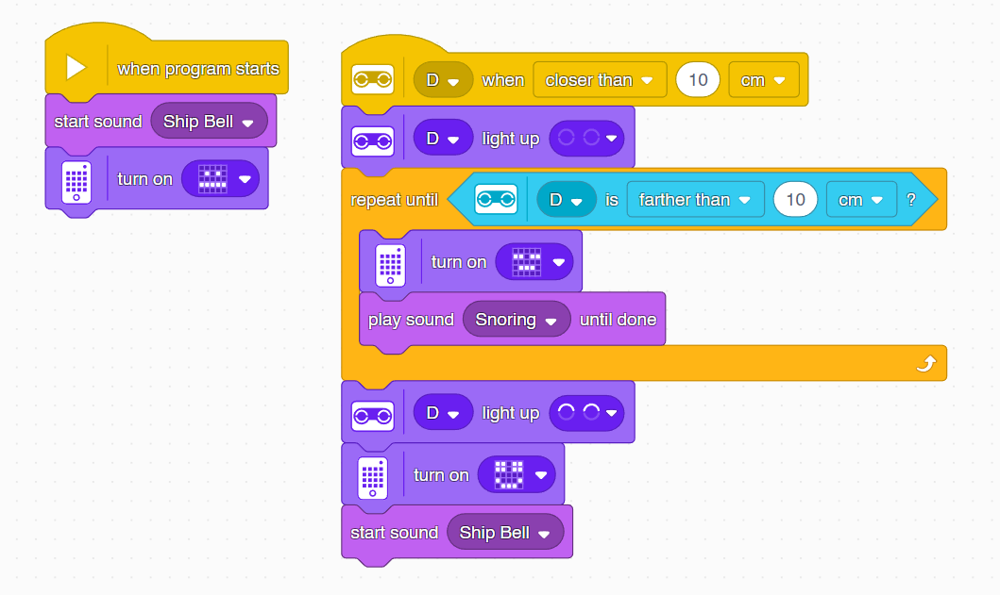 when program starts
start sound Ship Bell
turn on
D when closer than 10 cm
D light up
repeat until D is farther than 10 cm ?
turn on
play sound Snoring until done
D light up
turn on
start sound Ship Bell